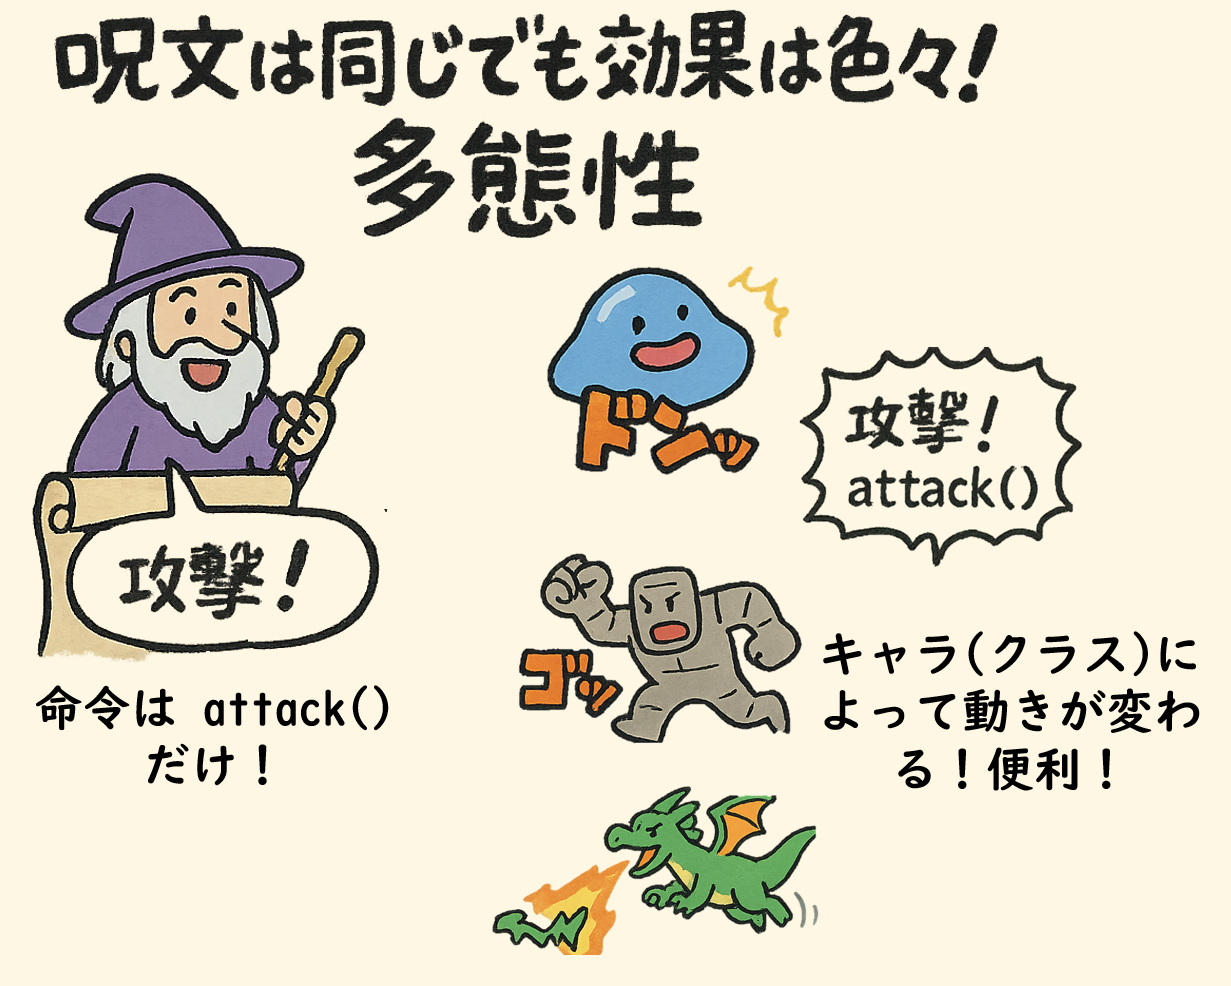 呪文は同じでも効果は色々!
多態性
ドーン
攻撃!
attack()
攻撃!
ゴッ
命令は attack()
だけ！
キャラ(クラス)に
よって動きが変わ
る！便利！